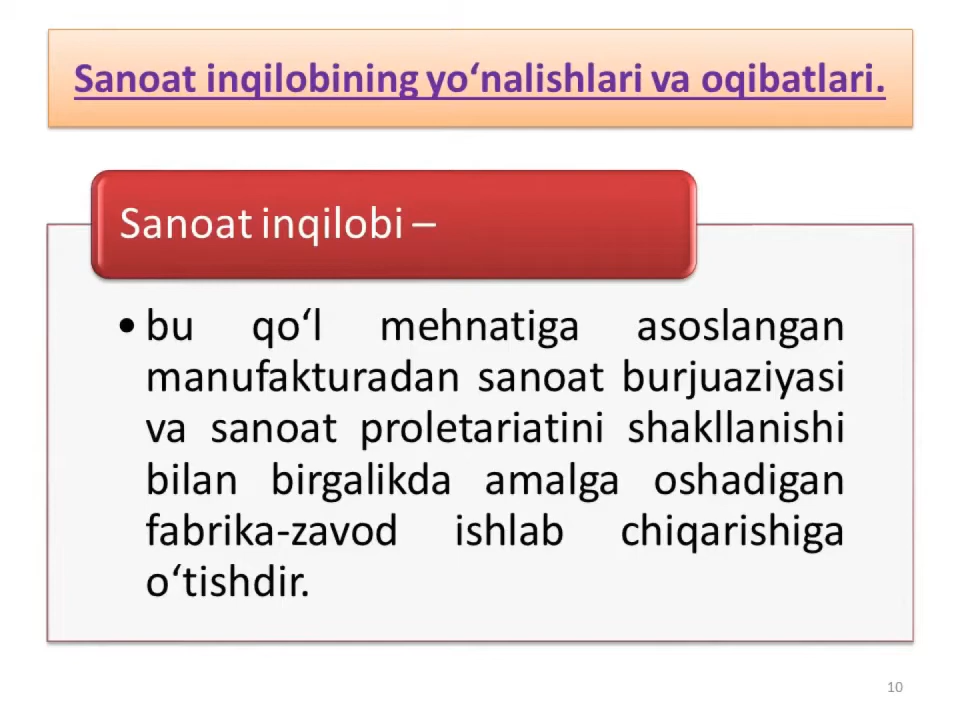 Sanoat inqilobining yo‘nalishlari va oqibatlari.
Sanoat inqilobi –
• bu qo‘l mehnatiga asoslangan
manufakturadan sanoat burjuaziyasi
va sanoat proletariatini shakllanishi
bilan birgalikda amalga oshadigan
fabrika-zavod ishlab chiqarishiga
o‘tishdir.
10